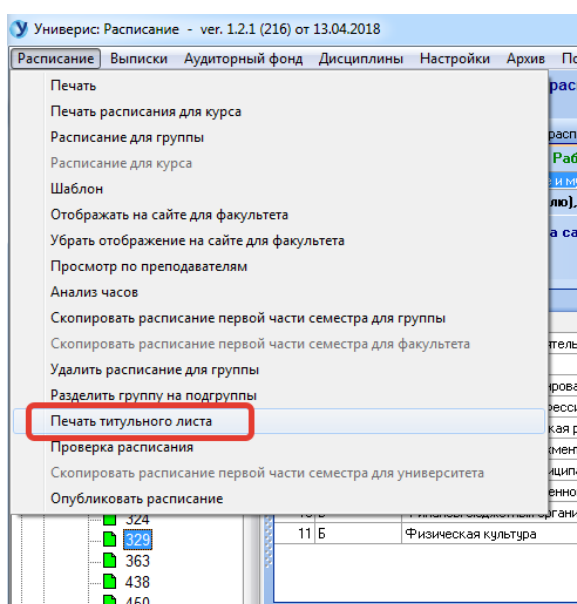 Универис: Расписание - ver. 1.2.1 (216) от 13.04.2018
Расписание Выписки Аудиторный фонд Дисциплины Настройки Архив
Печать
Печать расписания для курса
Расписание для группы
Расписание для курса
Шаблон
Отображать на сайте для факультета
Убрать отображение на сайте для факультета
Просмотр по преподавателям
Анализ часов
Скопировать расписание первой части семестра для группы
Скопировать расписание первой части семестра для факультета
Удалить расписание для группы
Разделить группу на подгруппы
Печать титульного листа
Проверка расписания
Скопировать расписание первой части семестра для университета
Опубликовать расписание
324
329
11 Б Физическая культура
363
438
460